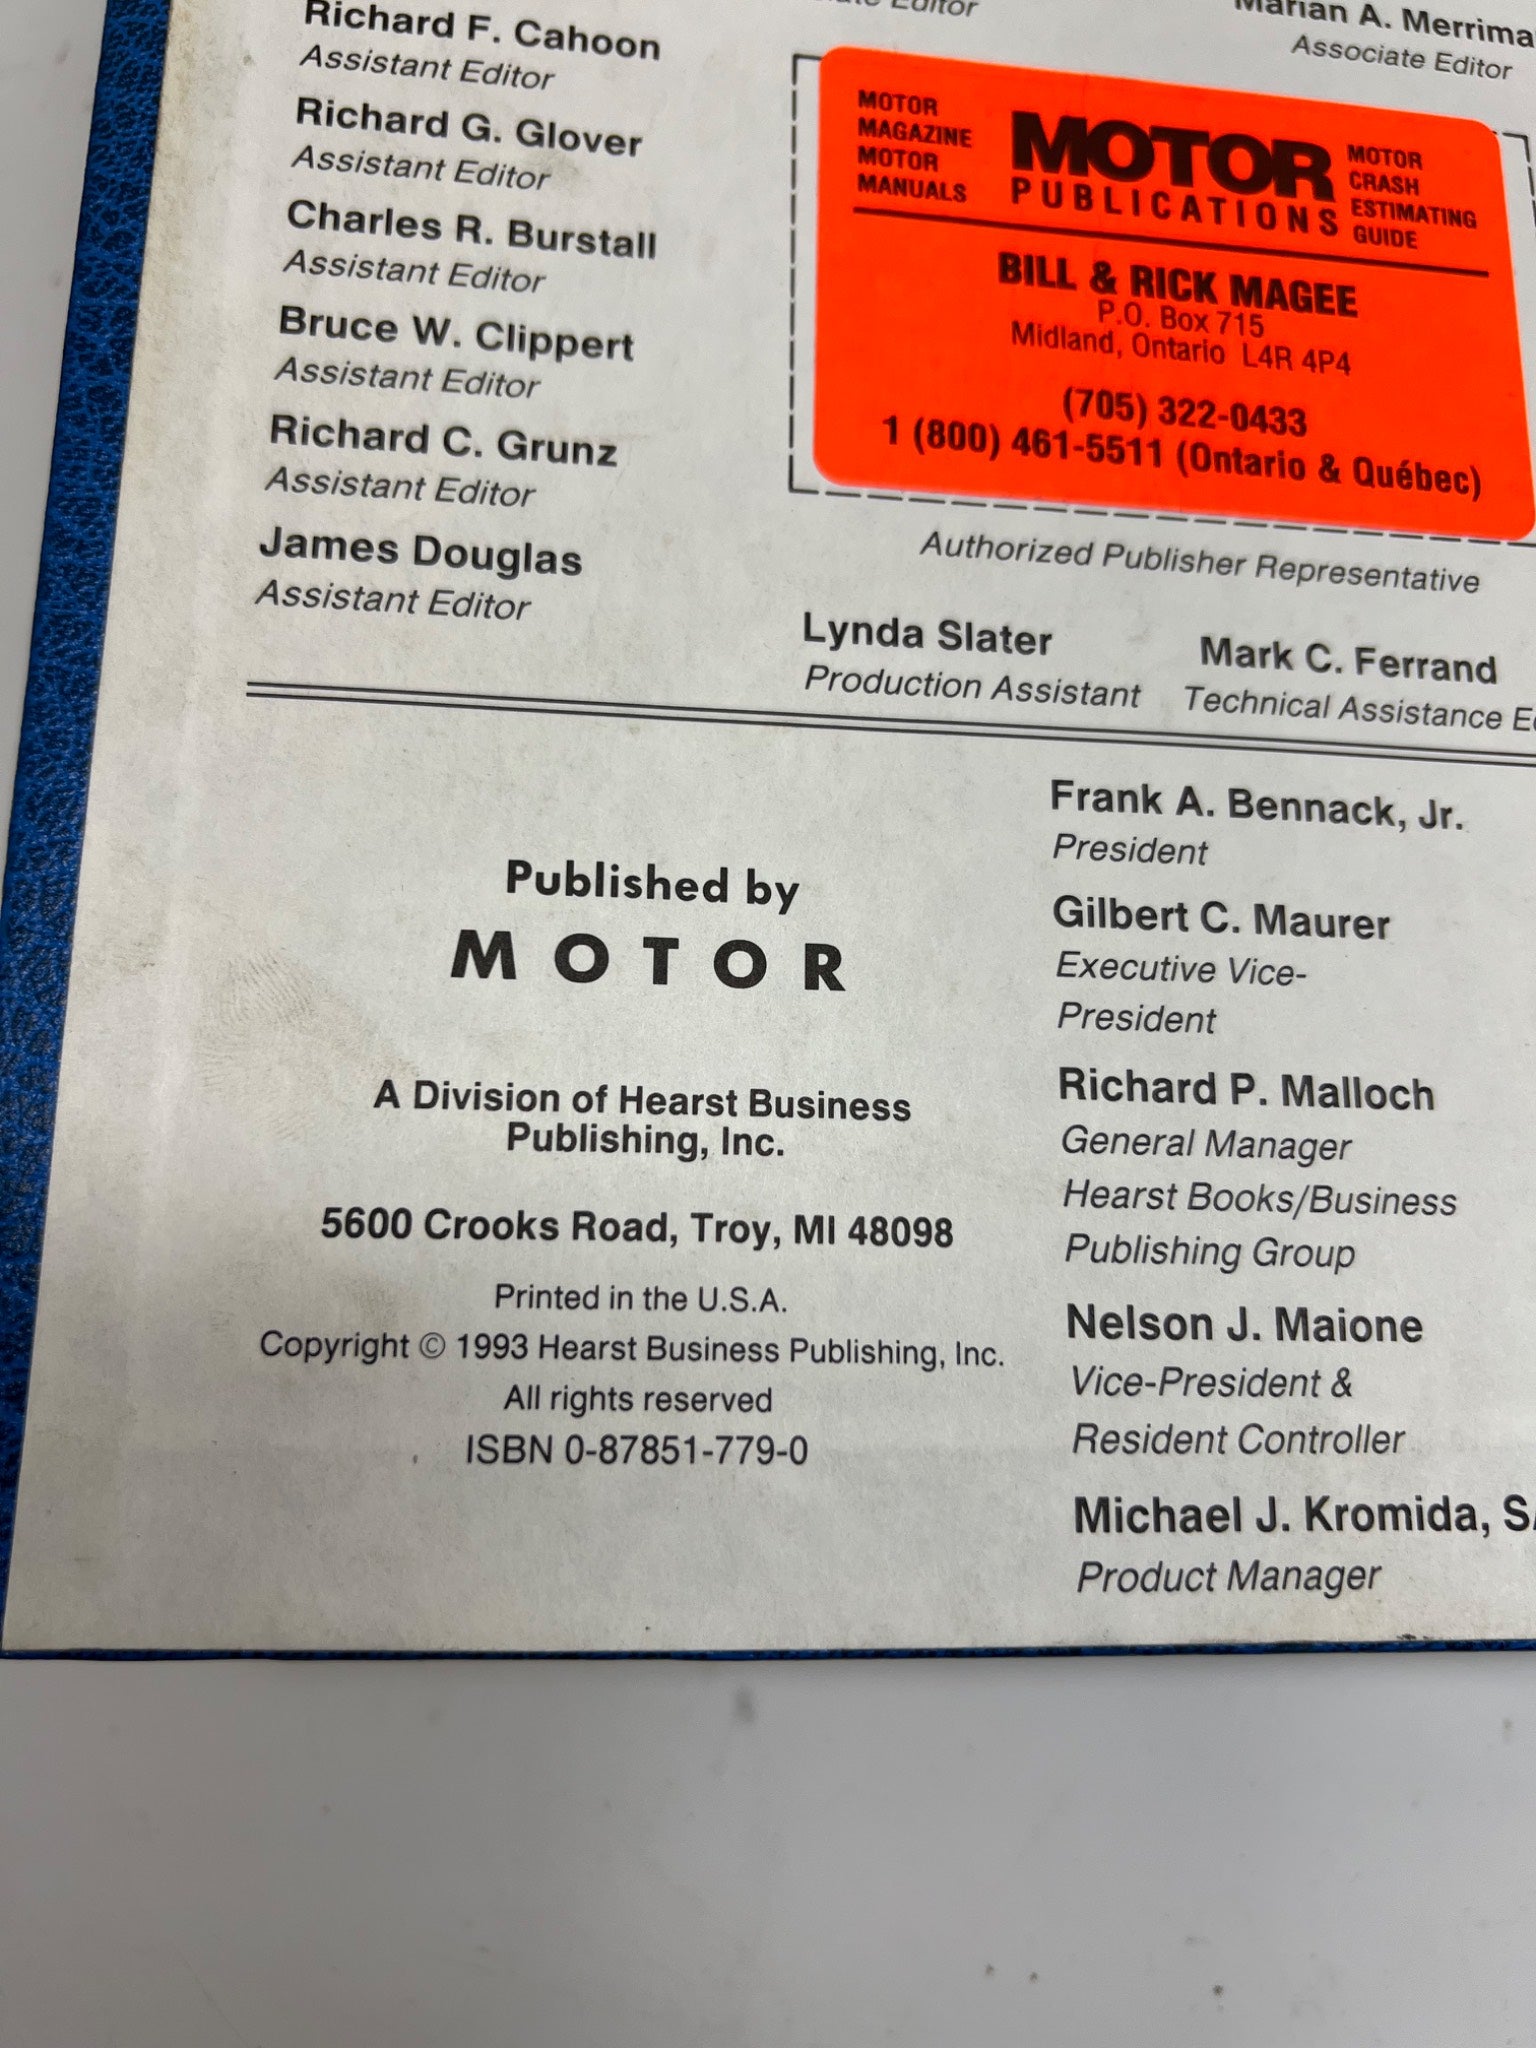 Richard F. Cahoon
Assistant Editor
Richard G. Glover
Assistant Editor
Charles R. Burstall
Assistant Editor
Bruce W. Clippert
Assistant Editor
Richard C. Grunz
Assistant Editor
James Douglas
Assistant Editor
Editor
Marian A.
Associate Editor
MOTOR
MAGAZINE
MOTOR
MANUALS
MOTOR
PUBLICATIONS
MOTOR
CRASH
ESTIMATING
GUIDE
BILL & RICK MAGEE
P.O. Box 715
Midland, Ontario L4R 4P4
(705) 322-0433
1 (800) 461-5511 (Ontario & Québec)
Authorized Publisher Representative
Lynda Slater
Production Assistant
Mark C. Ferrand
Technical Assistance
Published by
MOTOR
A Division of Hearst Business
Publishing, Inc.
5600 Crooks Road, Troy, MI 48098
Printed in the U.S.A.
Copyright © 1993 Hearst Business Publishing, Inc.
All rights reserved
ISBN 0-87851-779-0
Frank A. Bennack, Jr.
President
Gilbert C. Maurer
Executive Vice-
President
Richard P. Malloch
General Manager
Hearst Books/Business
Publishing Group
Nelson J. Maione
Vice-President &
Resident Controller
Michael J. Kromida,
Product Manager